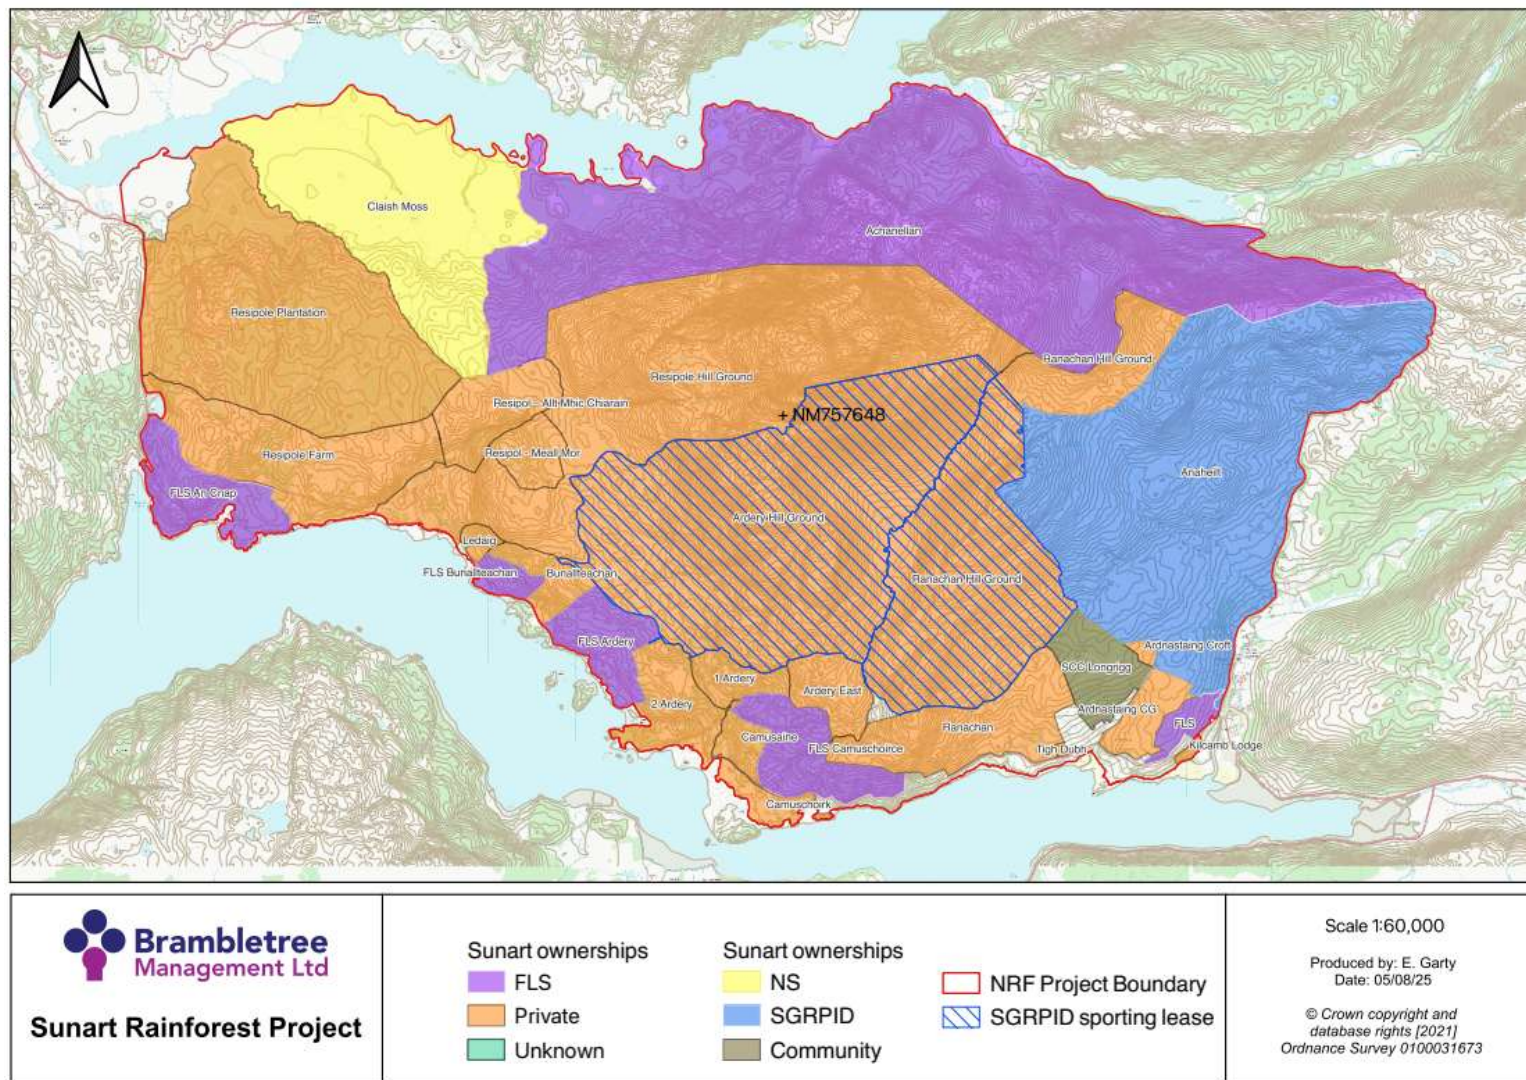 Claish Moss
Achanellan
Resipole Plantation
Ranachan Hill Ground
Resipole Hill Ground
Resipol - Allt Mhic Chiarain
+ NM757648
Resipole Farm
Resipol - Meall Mor
Anaheilt
FLS An Cnap
Ardery Hill Ground
Ledaig
FLS Bunallteachan
Bunallteachan
Ranachan Hill Ground
FLS Ardery
Ardnastaing Croft
SCC Longrigg
1 Ardery
Ardery East
2 Ardery
Ardnastaing CG
Camusaine
FLS Camuschoirce
Ranachan
FLS
Tigh Dubh
Kilcamb Lodge
Camuschoirk
Brambletree
Management Ltd
Sunart Rainforest Project
Sunart ownerships
FLS
Private
Unknown
Sunart ownerships
NS
SGRPID
Community
NRF Project Boundary
SGRPID sporting lease
Scale 1:60,000
Produced by: E. Garty
Date: 05/08/25
© Crown copyright and
database rights [2021]
Ordnance Survey 0100031673